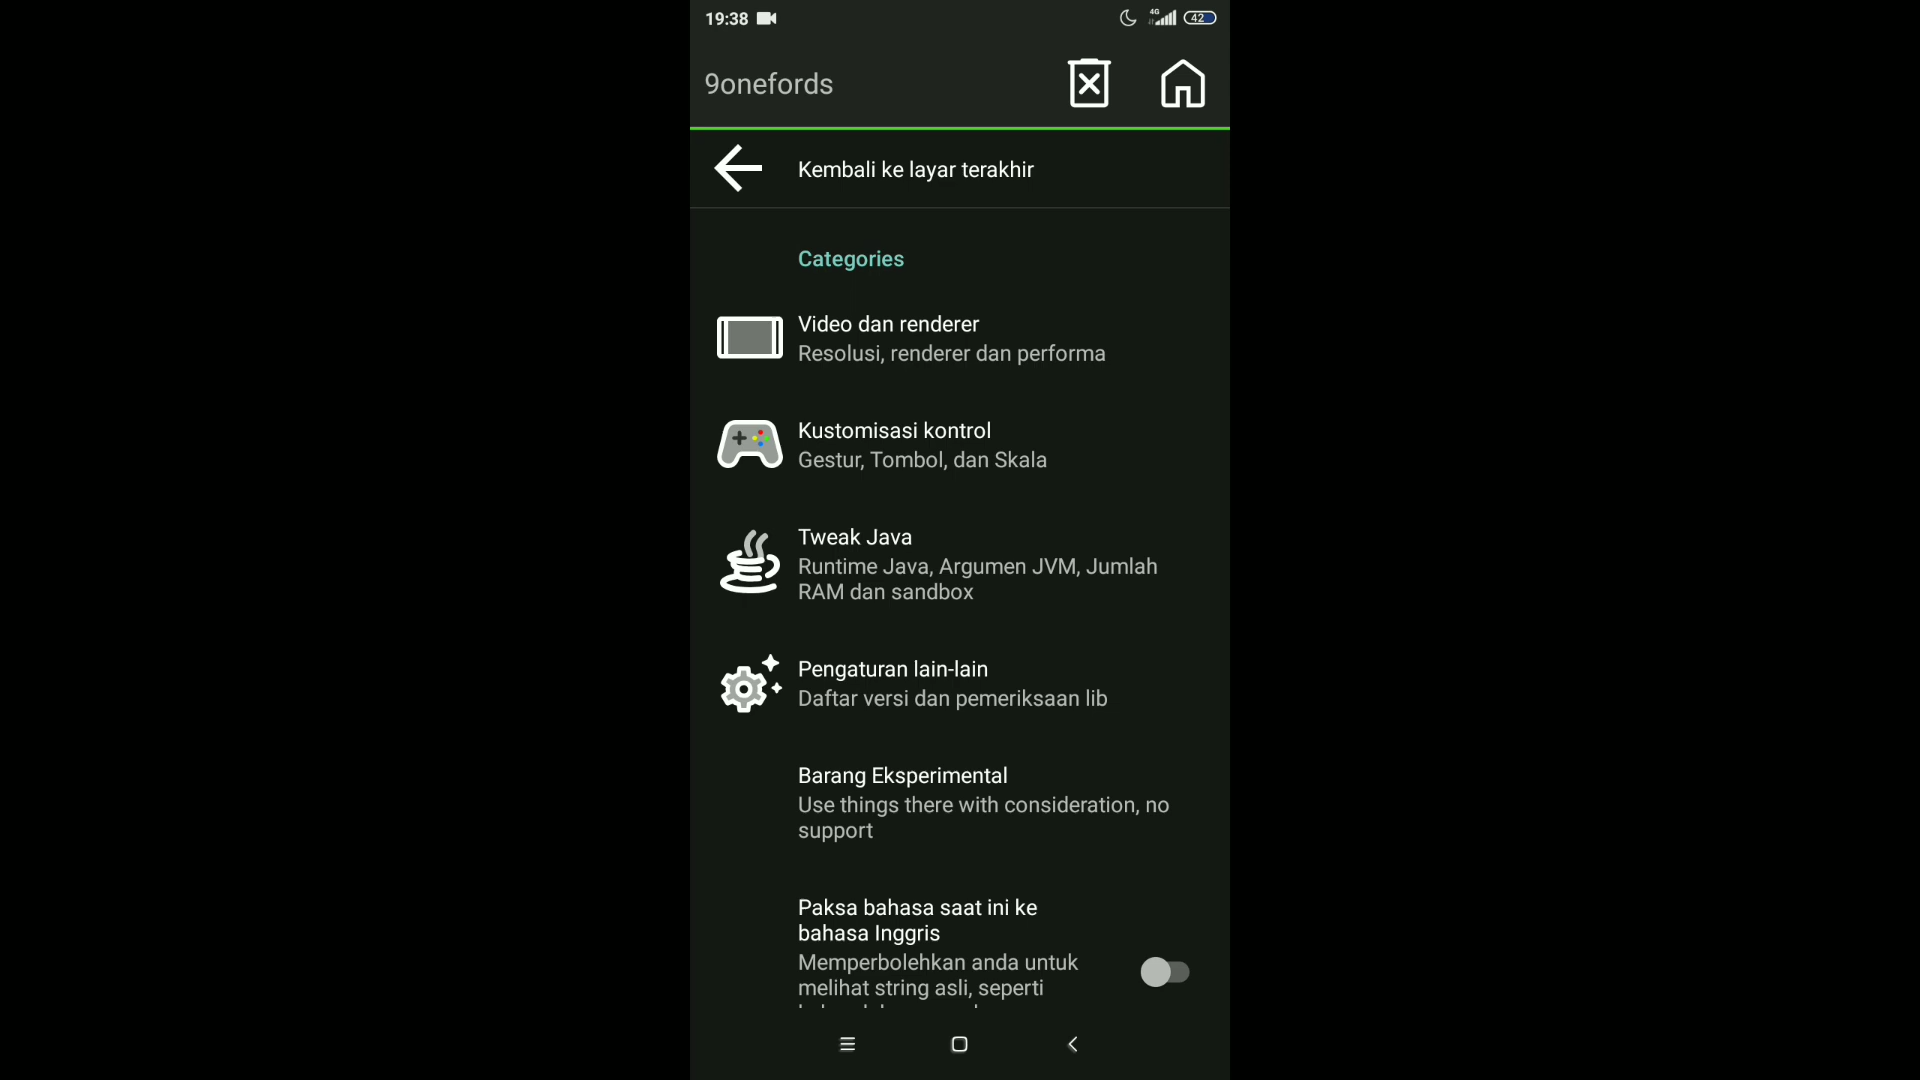 19:38
4G
42
9onefords
Kembali ke layar terakhir
Categories
Video dan renderer
Resolusi, renderer dan performa
Kustomisasi kontrol
Gestur, Tombol, dan Skala
Tweak Java
Runtime Java, Argumen JVM, Jumlah
RAM dan sandbox
Pengaturan lain-lain
Daftar versi dan pemeriksaan lib
Barang Eksperimental
Use things there with consideration, no
support
Paksa bahasa saat ini ke
bahasa Inggris
Memperbolehkan anda untuk
melihat string asli, seperti